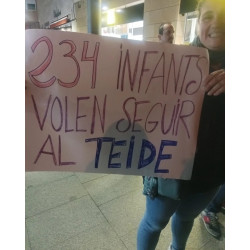 234 INFANTS
VOLEN SEGUIR
AL TEIDE